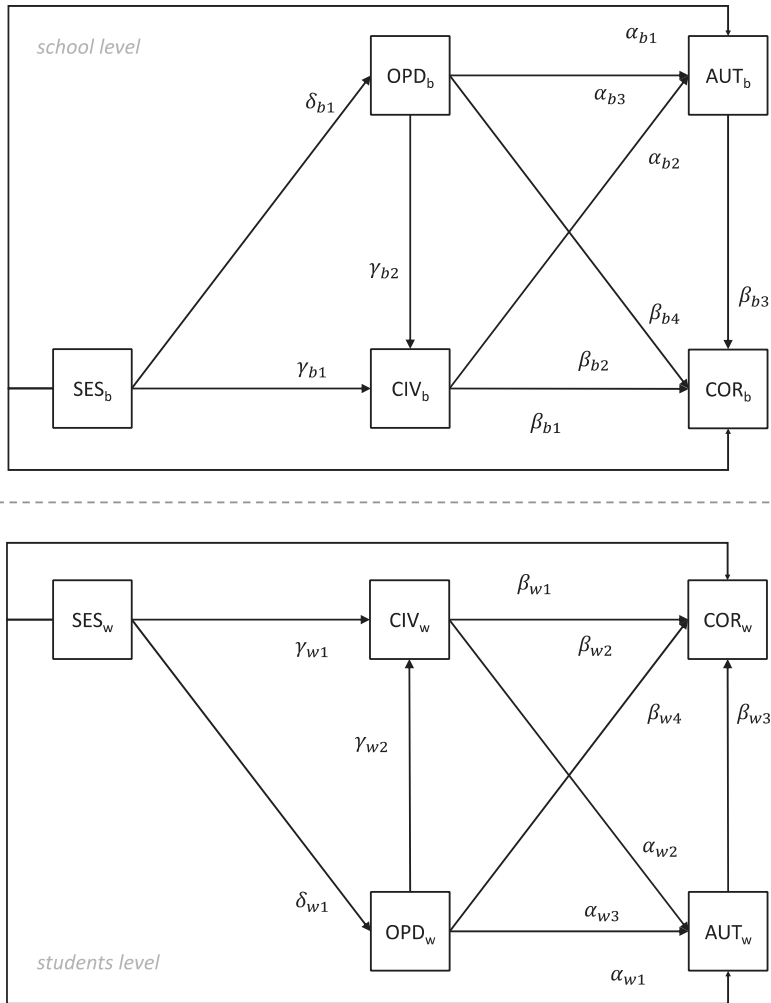 α_b1
school level
OPD_b
AUT_b
δ_b1
α_b3
α_b2
γ_b2
β_b3
β_b4
γ_b1
β_b2
SES_b
CIV_b
COR_b
β_b1
β_w1
SES_w
CIV_w
COR_w
γ_w1
β_w2
β_w4
β_w3
γ_w2
α_w2
δ_w1
α_w3
OPD_w
AUT_w
students level
α_w1